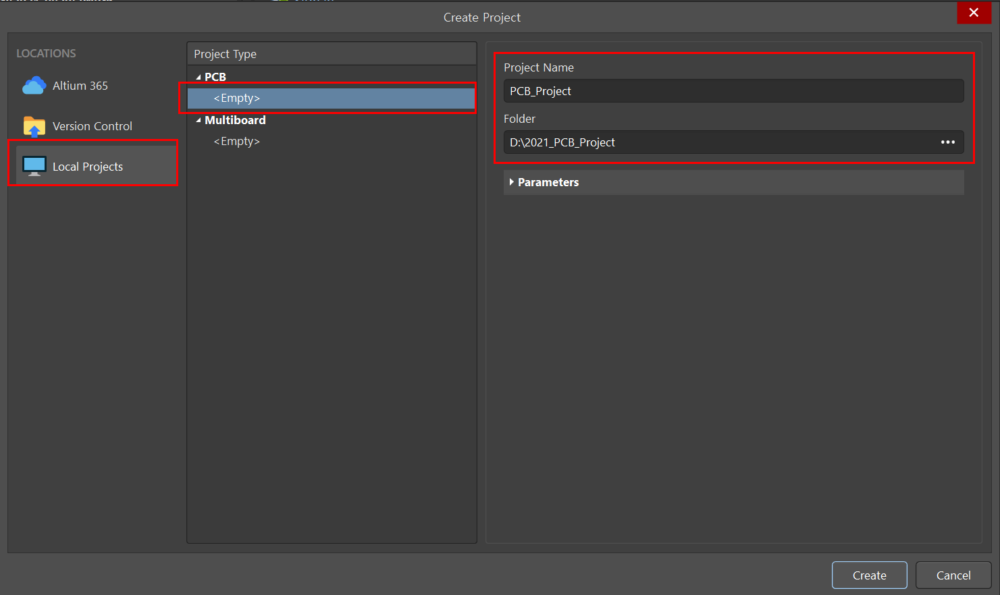 Create Project
LOCATIONS
Altium 365
Version Control
Local Projects
Project Type
PCB
<Empty>
Multiboard
<Empty>
Project Name
PCB_Project
Folder
D:\2021_PCB_Project
Parameters
Create
Cancel